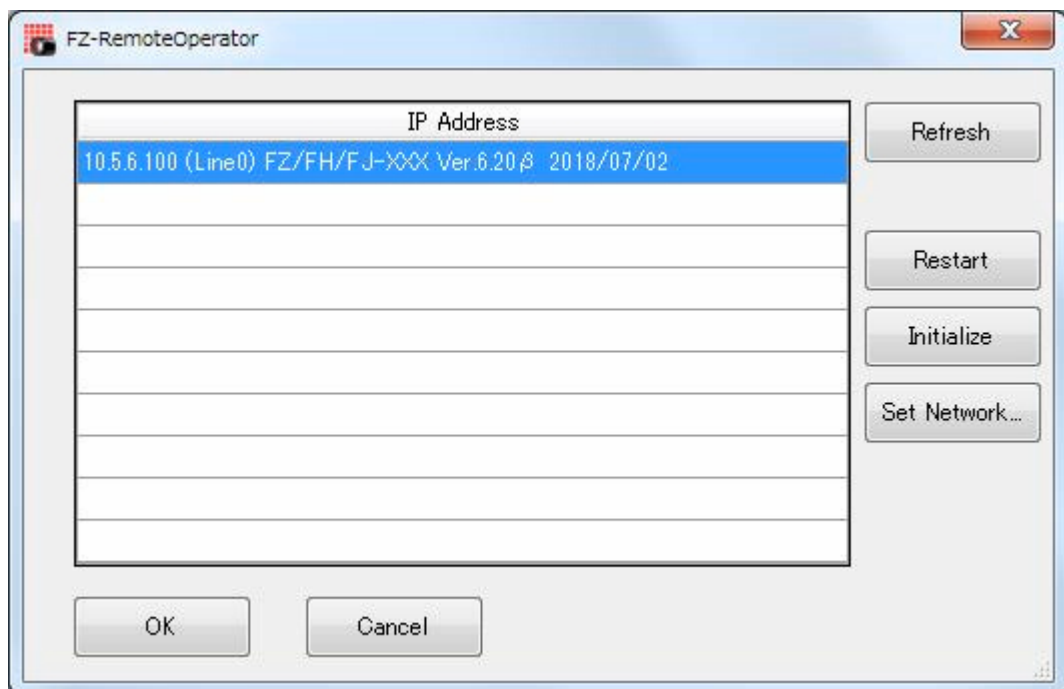 FZ-RemoteOperator
IP Address
10.5.6.100 (Line0) FZ/FH/FJ-XXX Ver.6.20β 2018/07/02
Refresh
Restart
Initialize
Set Network...
OK
Cancel